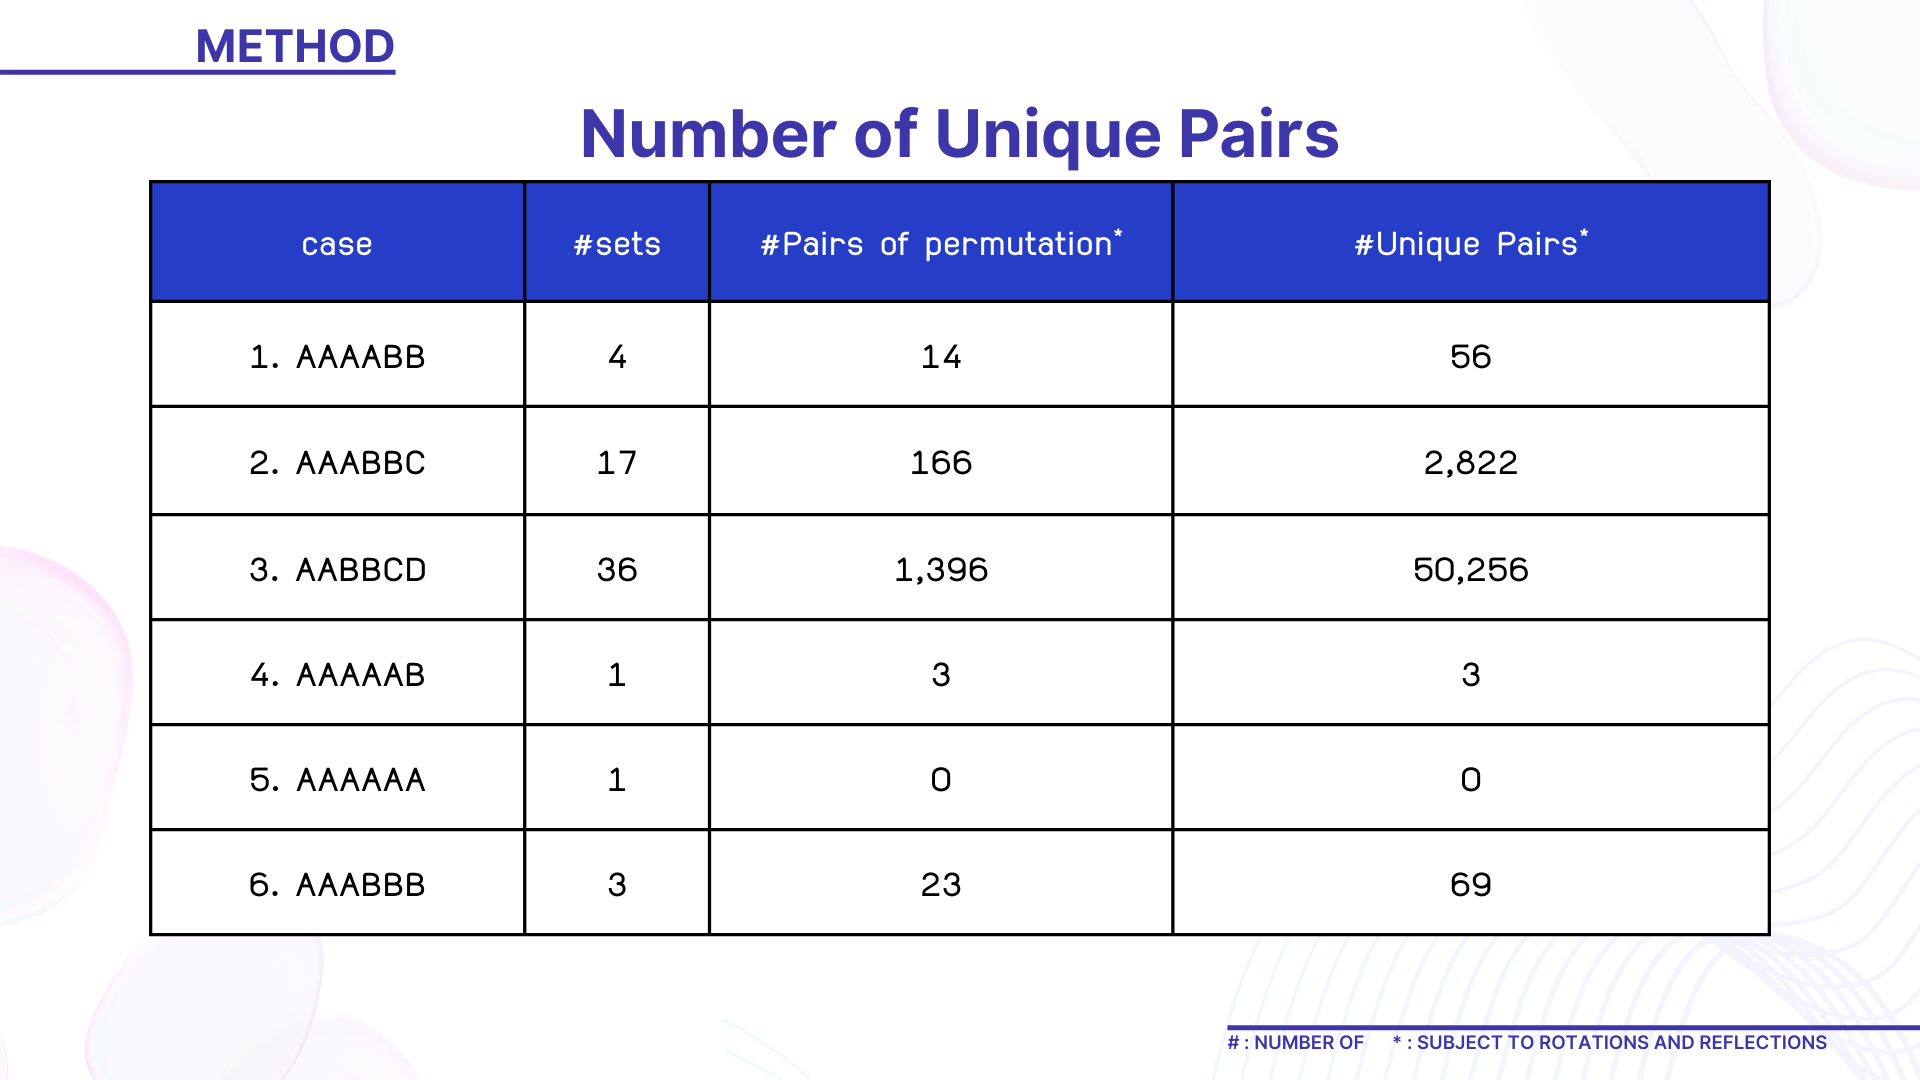 METHOD
Number of Unique Pairs
case #sets #Pairs of permutation* #Unique Pairs*
1. AAAABB 4 14 56
2. AAABBC 17 166 2,822
3. AABBCD 36 1,396 50,256
4. AAAAAB 1 3 3
5. AAAAAA 1 0 0
6. AAABBB 3 23 69
# : NUMBER OF * : SUBJECT TO ROTATIONS AND REFLECTIONS